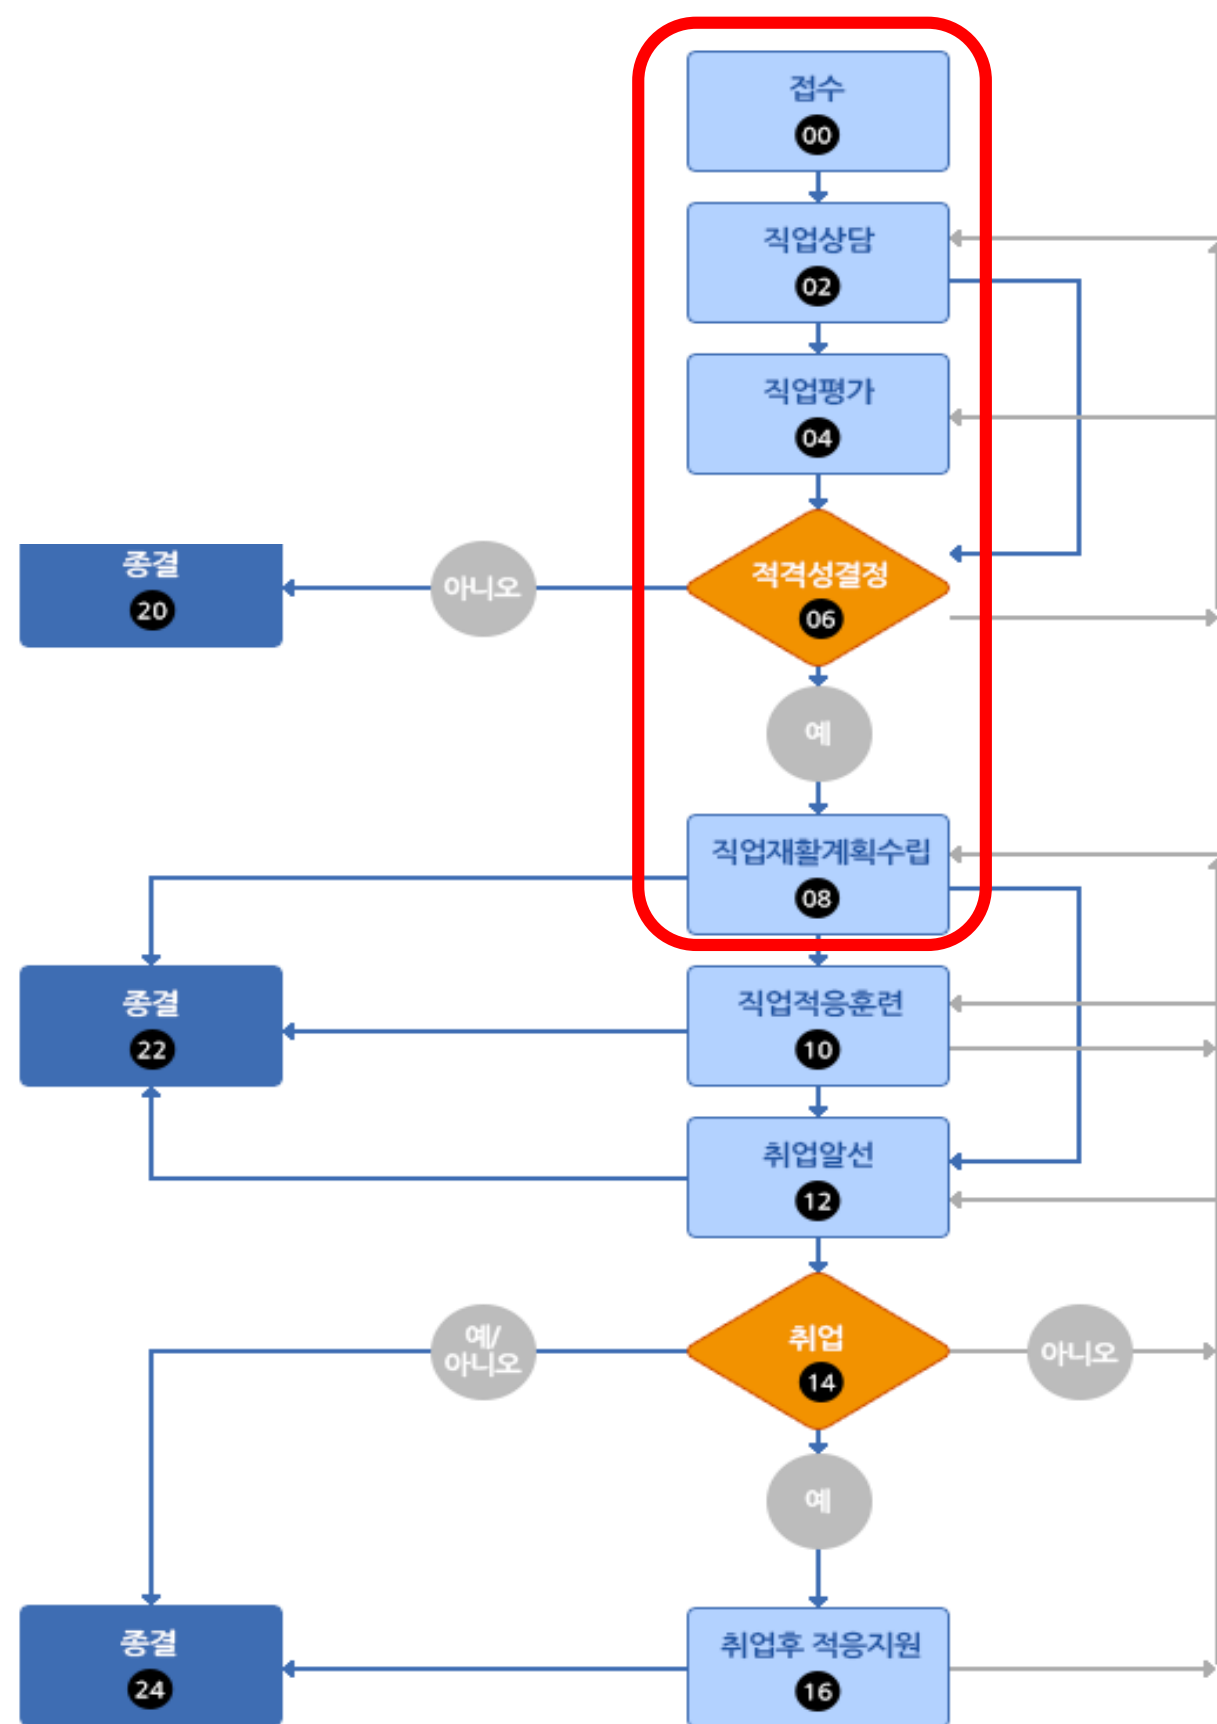 접수
00
직업상담
02
직업평가
04
적격성결정
06
아니오
종결
20
예
직업재활계획수립
08
종결
22
직업적응훈련
10
취업알선
12
예/
아니오
취업
14
아니오
예
종결
24
취업후 적응지원
16